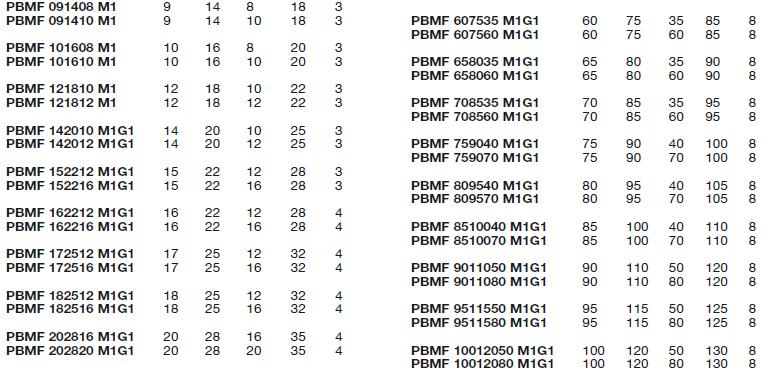 PBMF 091408 M1 9 14 8 18 3
PBMF 091410 M1 9 14 10 18 3
PBMF 101608 M1 10 16 8 20 3
PBMF 101610 M1 10 16 10 20 3
PBMF 121810 M1 12 18 10 22 3
PBMF 121812 M1 12 18 12 22 3
PBMF 142010 M1G1 14 20 10 25 3
PBMF 142012 M1G1 14 20 12 25 3
PBMF 152212 M1G1 15 22 12 28 3
PBMF 152216 M1G1 15 22 16 28 3
PBMF 162212 M1G1 16 22 12 28 4
PBMF 162216 M1G1 16 22 16 28 4
PBMF 172512 M1G1 17 25 12 32 4
PBMF 172516 M1G1 17 25 16 32 4
PBMF 182512 M1G1 18 25 12 32 4
PBMF 182516 M1G1 18 25 16 32 4
PBMF 202816 M1G1 20 28 16 35 4
PBMF 202820 M1G1 20 28 20 35 4
PBMF 607535 M1G1 60 75 35 85 8
PBMF 607560 M1G1 60 75 60 85 8
PBMF 658035 M1G1 65 80 35 90 8
PBMF 658060 M1G1 65 80 60 90 8
PBMF 708535 M1G1 70 85 35 95 8
PBMF 708560 M1G1 70 85 60 95 8
PBMF 759040 M1G1 75 90 40 100 8
PBMF 759070 M1G1 75 90 70 100 8
PBMF 809540 M1G1 80 95 40 105 8
PBMF 809570 M1G1 80 95 70 105 8
PBMF 8510040 M1G1 85 100 40 110 8
PBMF 8510070 M1G1 85 100 70 110 8
PBMF 9011050 M1G1 90 110 50 120 8
PBMF 9011080 M1G1 90 110 80 120 8
PBMF 9511550 M1G1 95 115 50 125 8
PBMF 9511580 M1G1 95 115 80 125 8
PBMF 10012050 M1G1 100 120 50 130 8
PBMF 10012080 M1G1 100 120 80 130 8